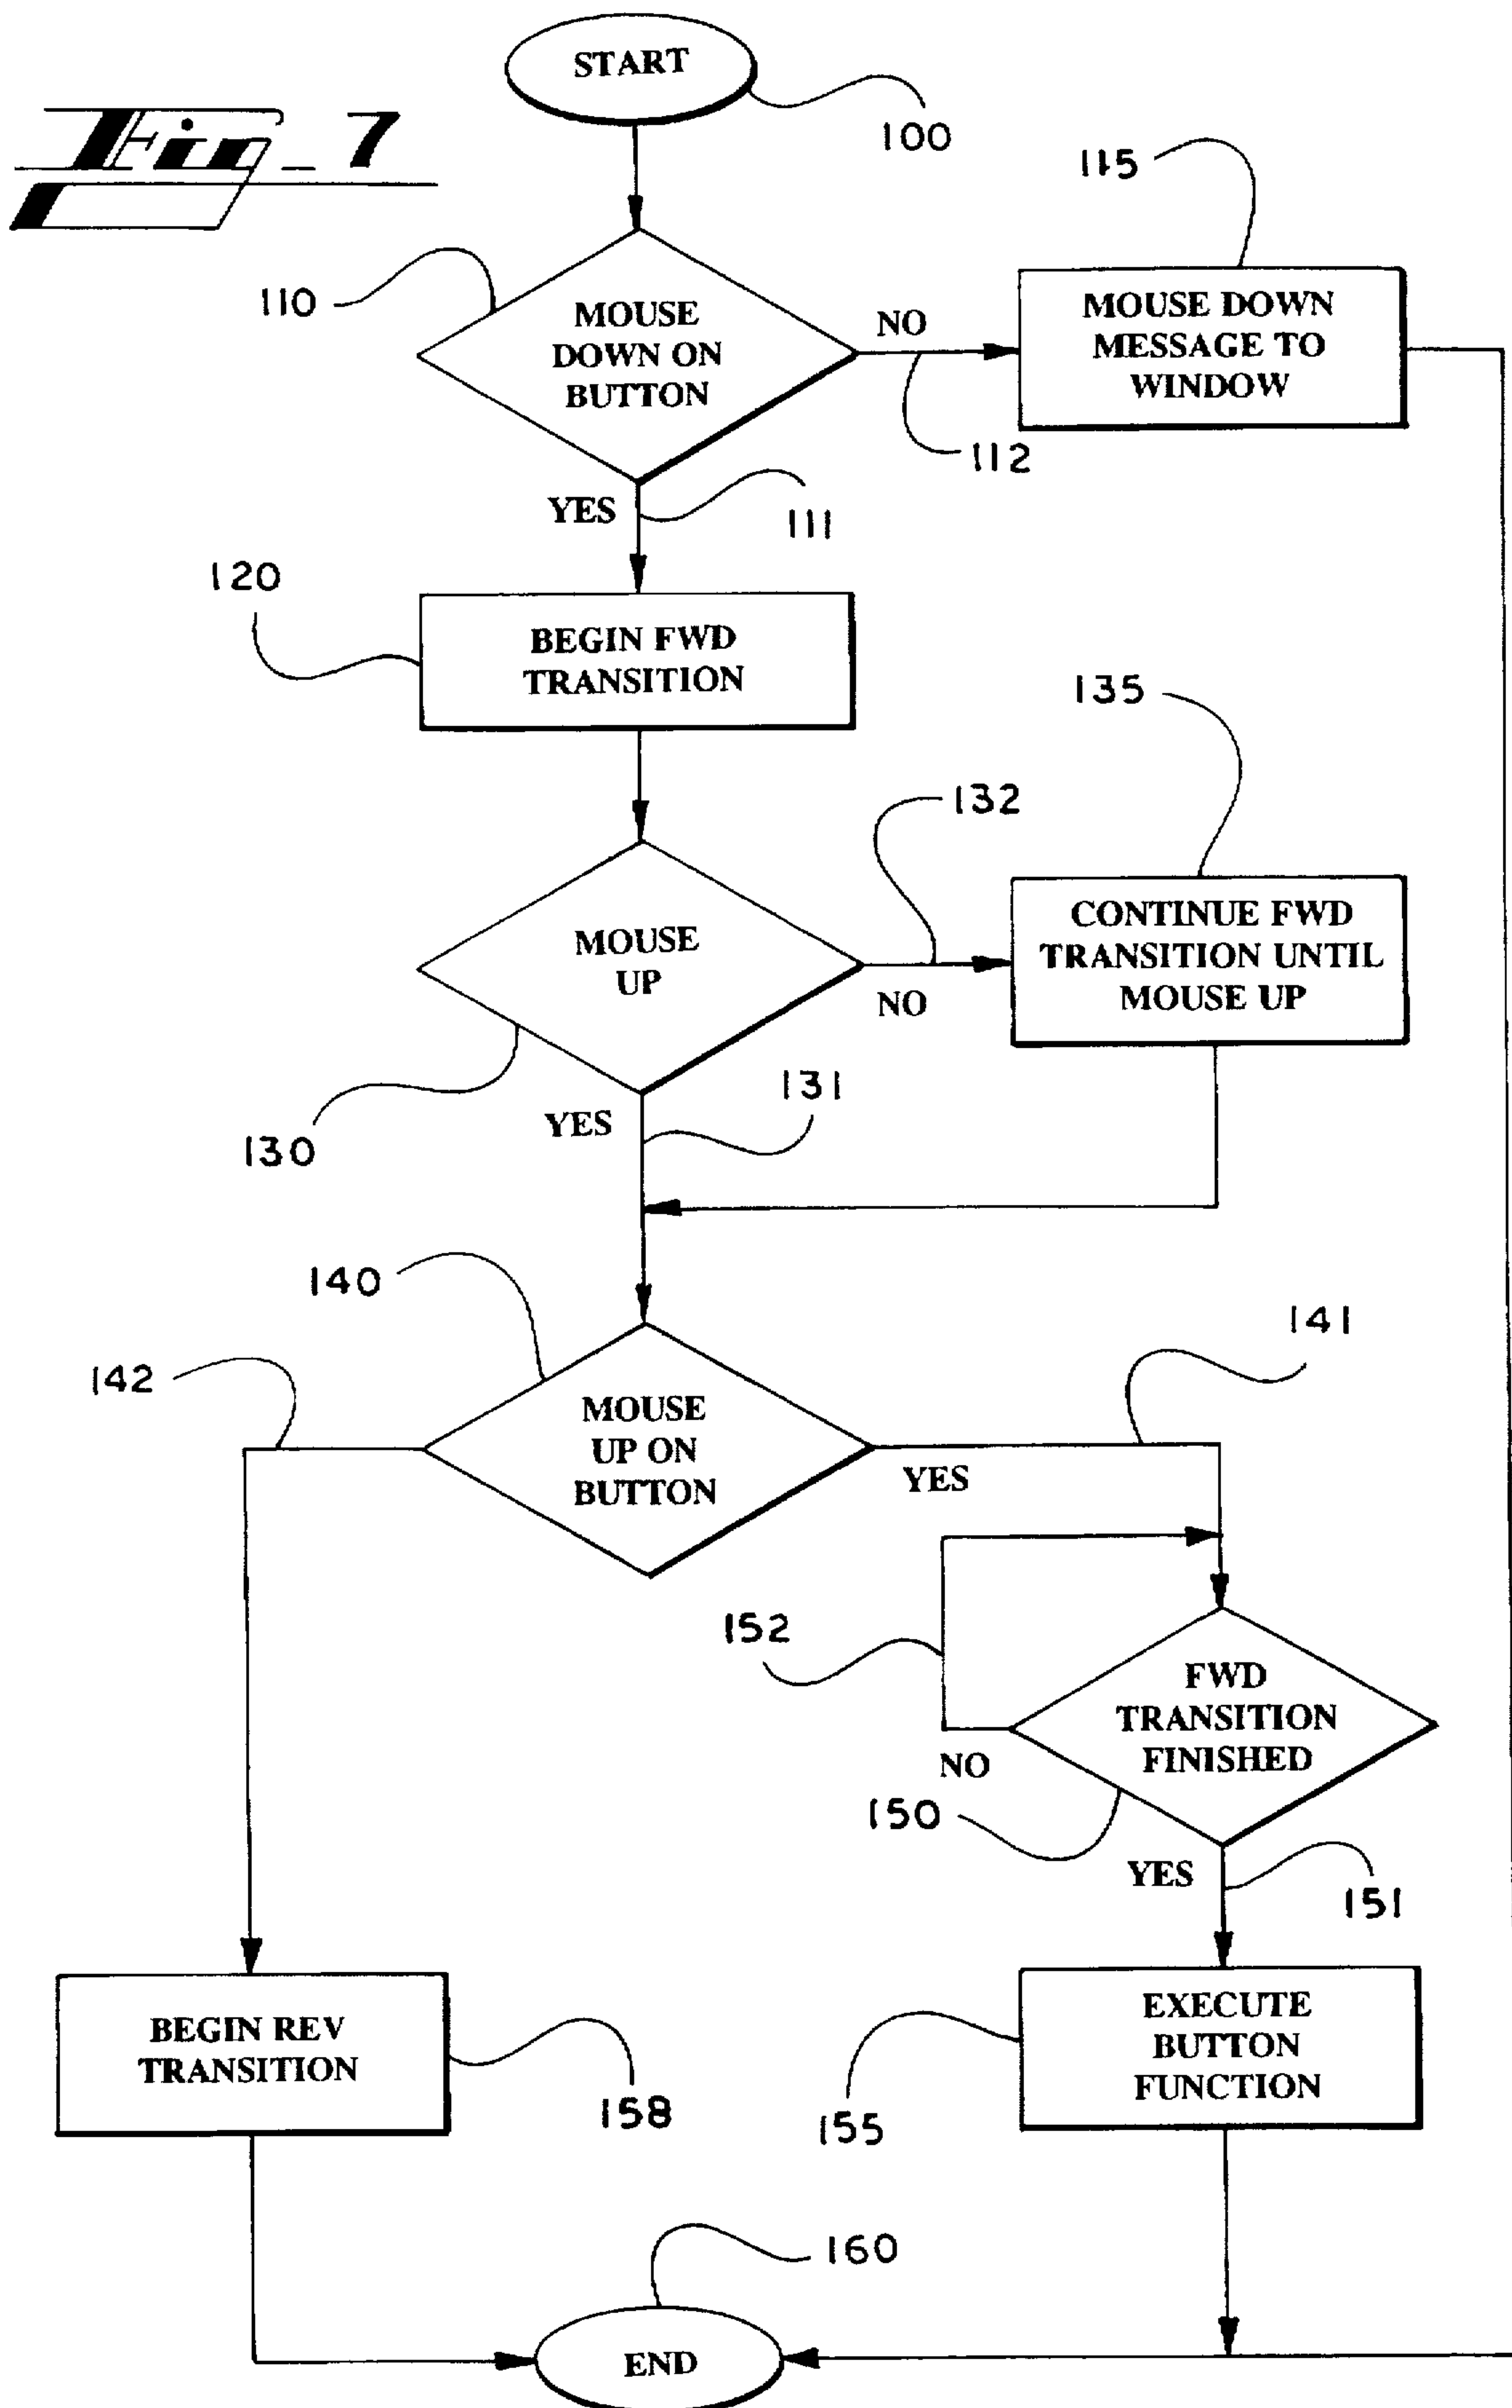 START
Fig_7
100
115
110
MOUSE
DOWN ON
BUTTON
NO
MOUSE DOWN
MESSAGE TO
WINDOW
112
YES
111
120
BEGIN FWD
TRANSITION
135
132
MOUSE
UP
NO
CONTINUE FWD
TRANSITION UNTIL
MOUSE UP
131
YES
130
140
141
142
MOUSE
UP ON
BUTTON
YES
152
FWD
TRANSITION
FINISHED
NO
150
YES
151
BEGIN REV
TRANSITION
EXECUTE
BUTTON
FUNCTION
158
155
160
END